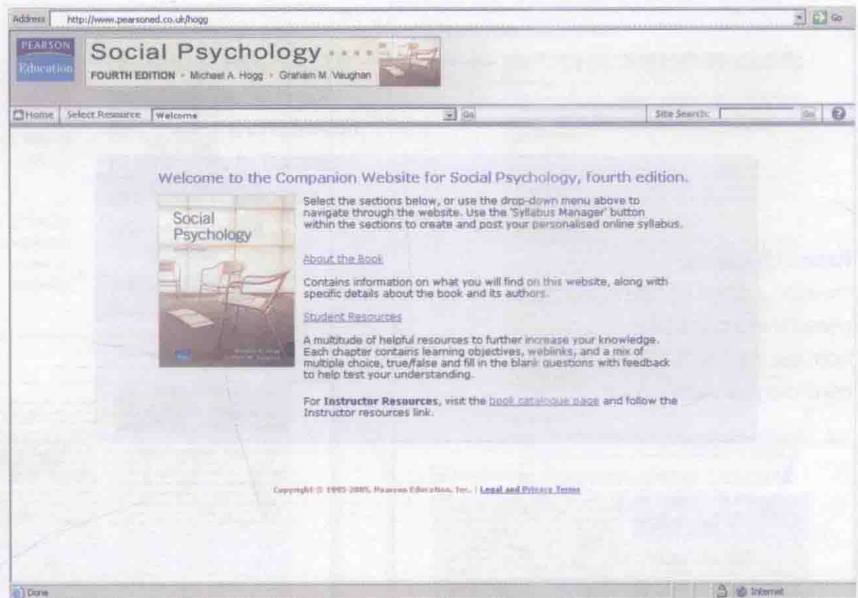 Address http://www.pearsoned.co.uk/hogg Go
PEARSON
Education
Social Psychology
FOURTH EDITION • Michael A. Hogg • Graham M. Vaughan
Home Select Resource Welcome Go Site Search: Go ?
Welcome to the Companion Website for Social Psychology, fourth edition.
Social
Psychology
Select the sections below, or use the drop-down menu above to
navigate through the website. Use the 'Syllabus Manager' button
within the sections to create and post your personalised online syllabus.
About the Book
Contains information on what you will find on this website, along with
specific details about the book and its authors.
Student Resources
A multitude of helpful resources to further increase your knowledge.
Each chapter contains learning objectives, weblinks, and a mix of
multiple choice, true/false and fill in the blank questions with feedback
to help test your understanding.
For Instructor Resources, visit the book catalogue page and follow the
Instructor resources link.
Copyright © 1995-2005, Pearson Education, Inc. | Legal and Privacy Terms
Done Internet